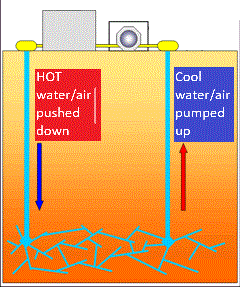 HOT
water/air
pushed
down
Cool
water/air
pumped
up